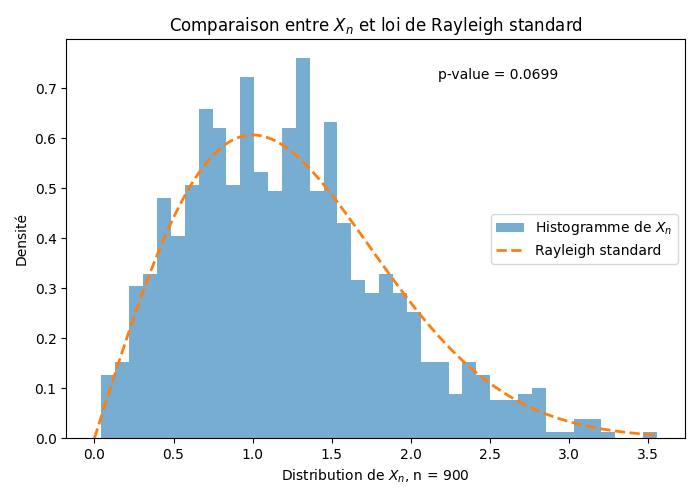 Comparaison entre $X_n$ et loi de Rayleigh standard
p-value = 0.0699
Histogramme de $X_n$
Rayleigh standard
Densité
0.7
0.6
0.5
0.4
0.3
0.2
0.1
0.0
0.0 0.5 1.0 1.5 2.0 2.5 3.0 3.5
Distribution de $X_n$, n = 900